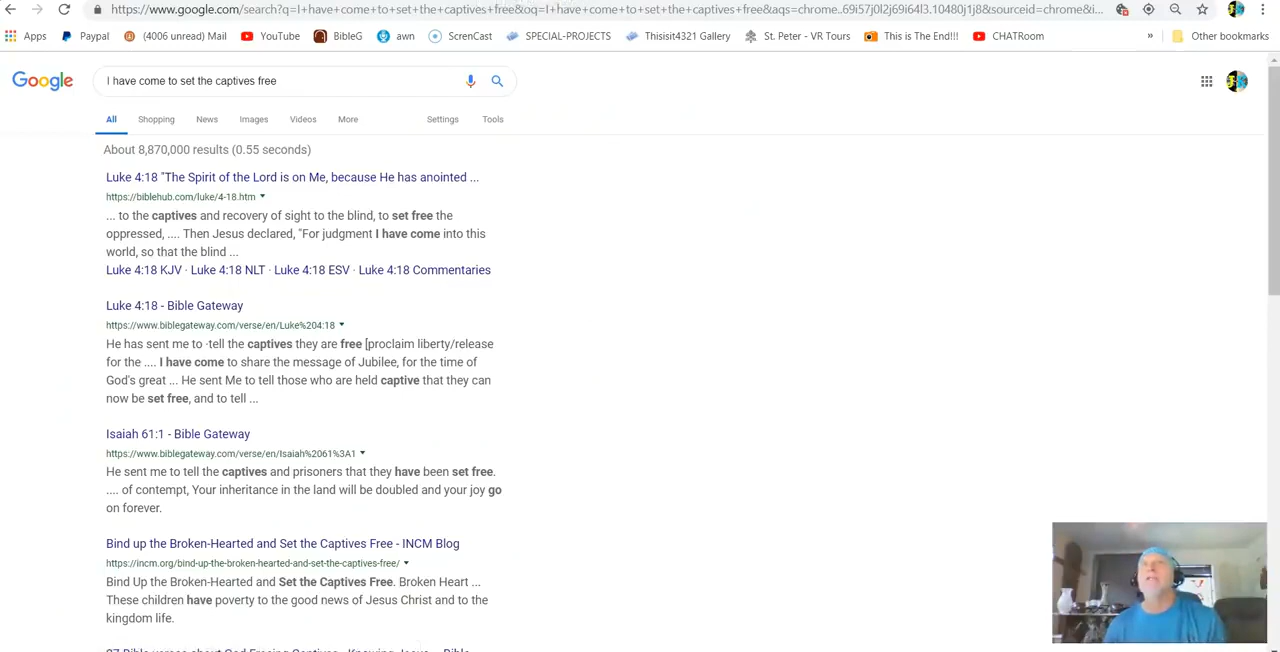 https://www.google.com/search?q=I+have+come+to+set+the+captives+free&oq=I+have+come+to+set+the+captives+free&aqs=chrome..69i57j0l2j69i64l3.10480j1j8&sourceid=chrome&i...
Apps Paypal (4006 unread) Mail YouTube BibleG awn ScrenCast SPECIAL-PROJECTS Thisisit4321 Gallery St. Peter - VR Tours This is The End!!! CHATRoom » Other bookmarks
Google I have come to set the captives free
All Shopping News Images Videos More Settings Tools
About 8,870,000 results (0.55 seconds)
Luke 4:18 "The Spirit of the Lord is on Me, because He has anointed ...
https://biblehub.com/luke/4-18.htm
... to the captives and recovery of sight to the blind, to set free the
oppressed, .... Then Jesus declared, "For judgment I have come into this
world, so that the blind ...
Luke 4:18 KJV · Luke 4:18 NLT · Luke 4:18 ESV · Luke 4:18 Commentaries
Luke 4:18 - Bible Gateway
https://www.biblegateway.com/verse/en/Luke%204:18
He has sent me to ·tell the captives they are free [proclaim liberty/release
for the .... I have come to share the message of Jubilee, for the time of
God's great ... He sent Me to tell those who are held captive that they can
now be set free, and to tell ...
Isaiah 61:1 - Bible Gateway
https://www.biblegateway.com/verse/en/Isaiah%2061%3A1
He sent me to tell the captives and prisoners that they have been set free.
.... of contempt, Your inheritance in the land will be doubled and your joy go
on forever.
Bind up the Broken-Hearted and Set the Captives Free - INCM Blog
https://incm.org/bind-up-the-broken-hearted-and-set-the-captives-free/
Bind Up the Broken-Hearted and Set the Captives Free. Broken Heart ...
These children have poverty to the good news of Jesus Christ and to the
kingdom life.
27 Bible verses about God Freeing Captives - Knowing Jesus - Bible